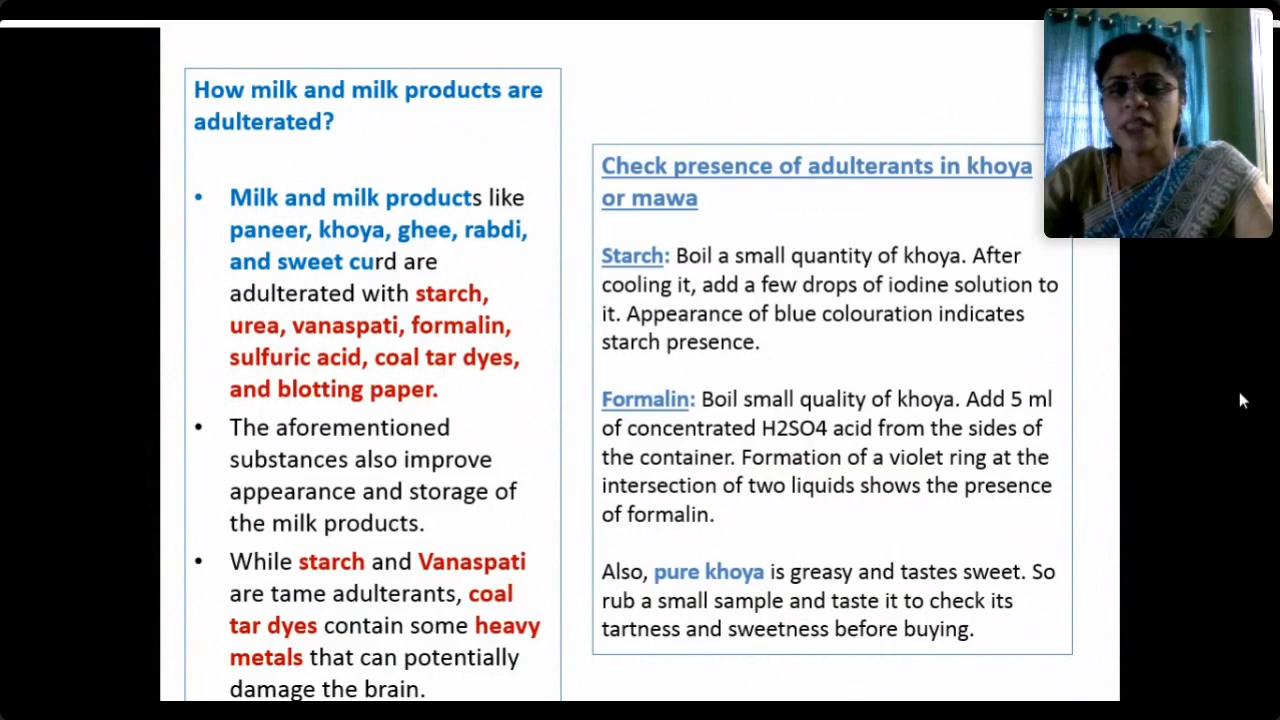 How milk and milk products are
adulterated?
• Milk and milk products like
paneer, khoya, ghee, rabdi,
and sweet curd are
adulterated with starch,
urea, vanaspati, formalin,
sulfuric acid, coal tar dyes,
and blotting paper.
• The aforementioned
substances also improve
appearance and storage of
the milk products.
• While starch and Vanaspati
are tame adulterants, coal
tar dyes contain some heavy
metals that can potentially
damage the brain.
Check presence of adulterants in khoya
or mawa
Starch: Boil a small quantity of khoya. After
cooling it, add a few drops of iodine solution to
it. Appearance of blue colouration indicates
starch presence.
Formalin: Boil small quality of khoya. Add 5 ml
of concentrated H2SO4 acid from the sides of
the container. Formation of a violet ring at the
intersection of two liquids shows the presence
of formalin.
Also, pure khoya is greasy and tastes sweet. So
rub a small sample and taste it to check its
tartness and sweetness before buying.